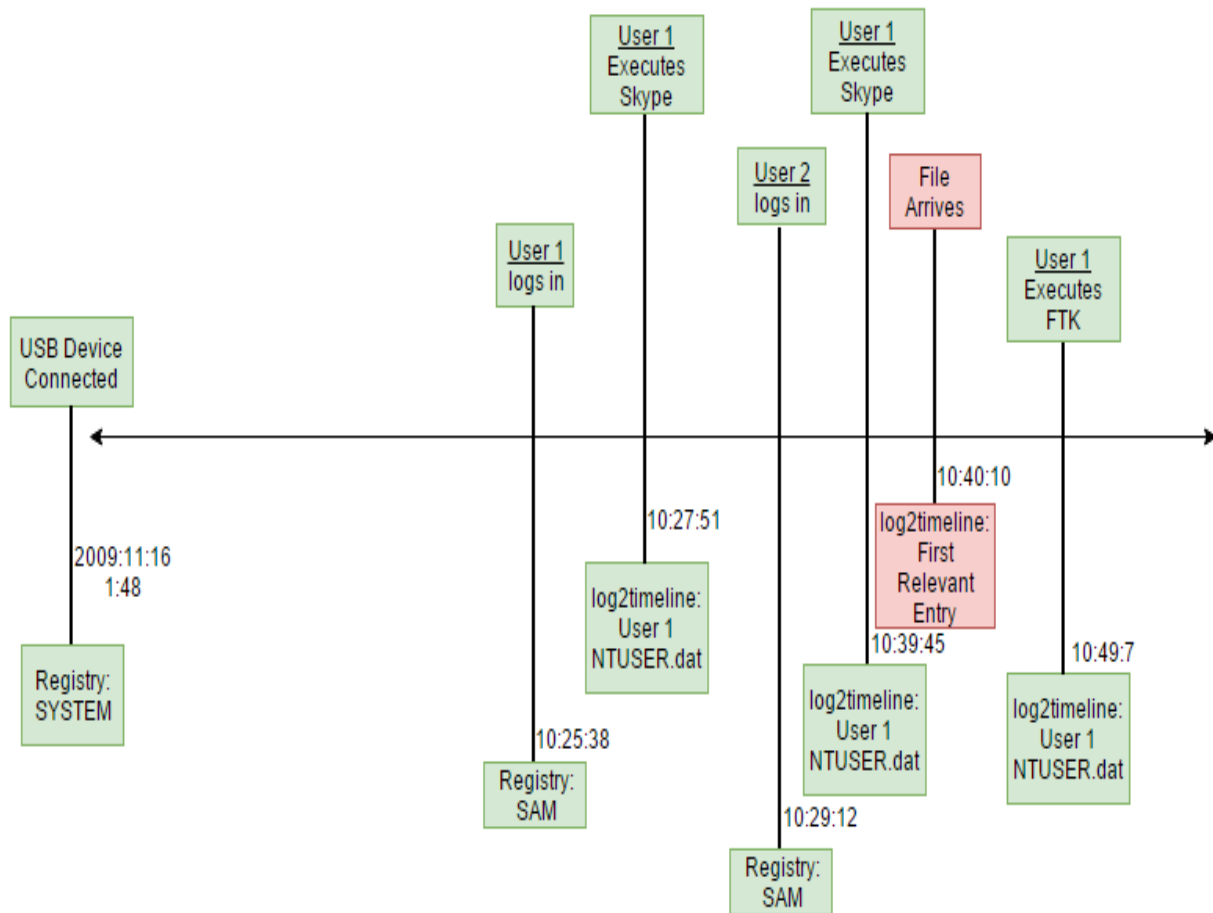 User 1
Executes
Skype
User 1
Executes
Skype
User 2
logs in
File
Arrives
User 1
logs in
User 1
Executes
FTK
USB Device
Connected
2009:11:16
1:48
Registry:
SYSTEM
10:25:38
Registry:
SAM
10:27:51
log2timeline:
User 1
NTUSER.dat
10:29:12
Registry:
SAM
10:39:45
log2timeline:
User 1
NTUSER.dat
10:40:10
log2timeline:
First
Relevant
Entry
10:49:7
log2timeline:
User 1
NTUSER.dat